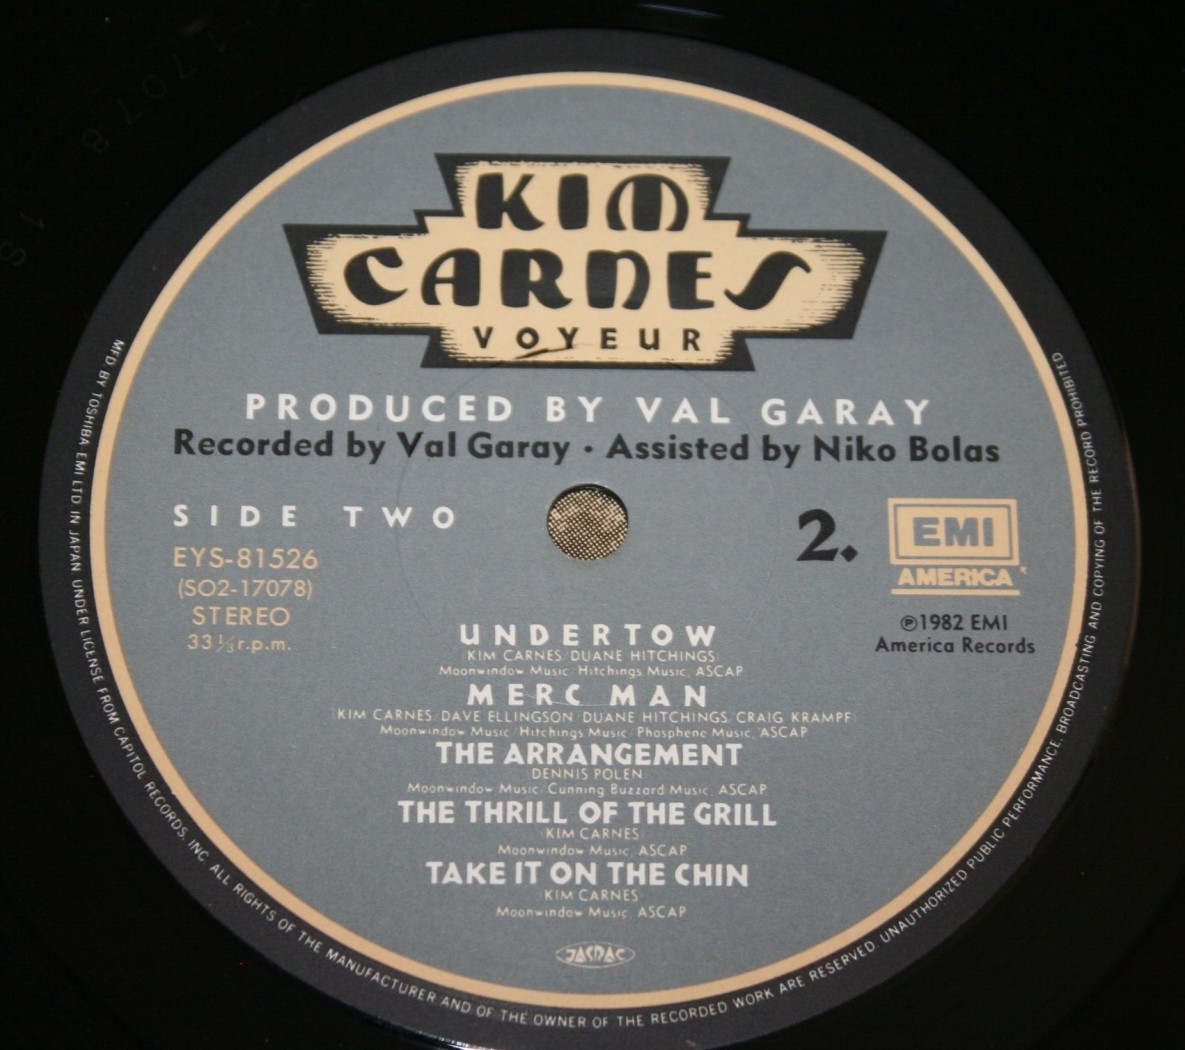 KIM
CARNES
VOYEUR
PRODUCED BY VAL GARAY
Recorded by Val Garay · Assisted by Niko Bolas
SIDE TWO
EYS-81526
(SO2-17078)
STEREO
33 ⅓ r.p.m.
2.
EMI
AMERICA
℗1982 EMI
America Records
UNDERTOW
KIM CARNES/DUANE HITCHINGS
Moonwindow Music/Hitchings Music, ASCAP
MERC MAN
KIM CARNES/DAVE ELLINGSON/DUANE HITCHINGS/CRAIG KRAMPF
Moonwindow Music/Hitchings Music/Phosphene Music, ASCAP
THE ARRANGEMENT
DENNIS POLEN
Moonwindow Music/Cunning Buzzard Music, ASCAP
THE THRILL OF THE GRILL
KIM CARNES
Moonwindow Music, ASCAP
TAKE IT ON THE CHIN
KIM CARNES
Moonwindow Music, ASCAP
JASRAC
MFD BY TOSHIBA EMI LTD. IN JAPAN UNDER LICENSE FROM CAPITOL RECORDS, INC. ALL RIGHTS OF THE MANUFACTURER AND OF THE OWNER OF THE RECORDED WORK ARE RESERVED. UNAUTHORIZED PUBLIC PERFORMANCE, BROADCASTING AND COPYING OF THE RECORD PROHIBITED